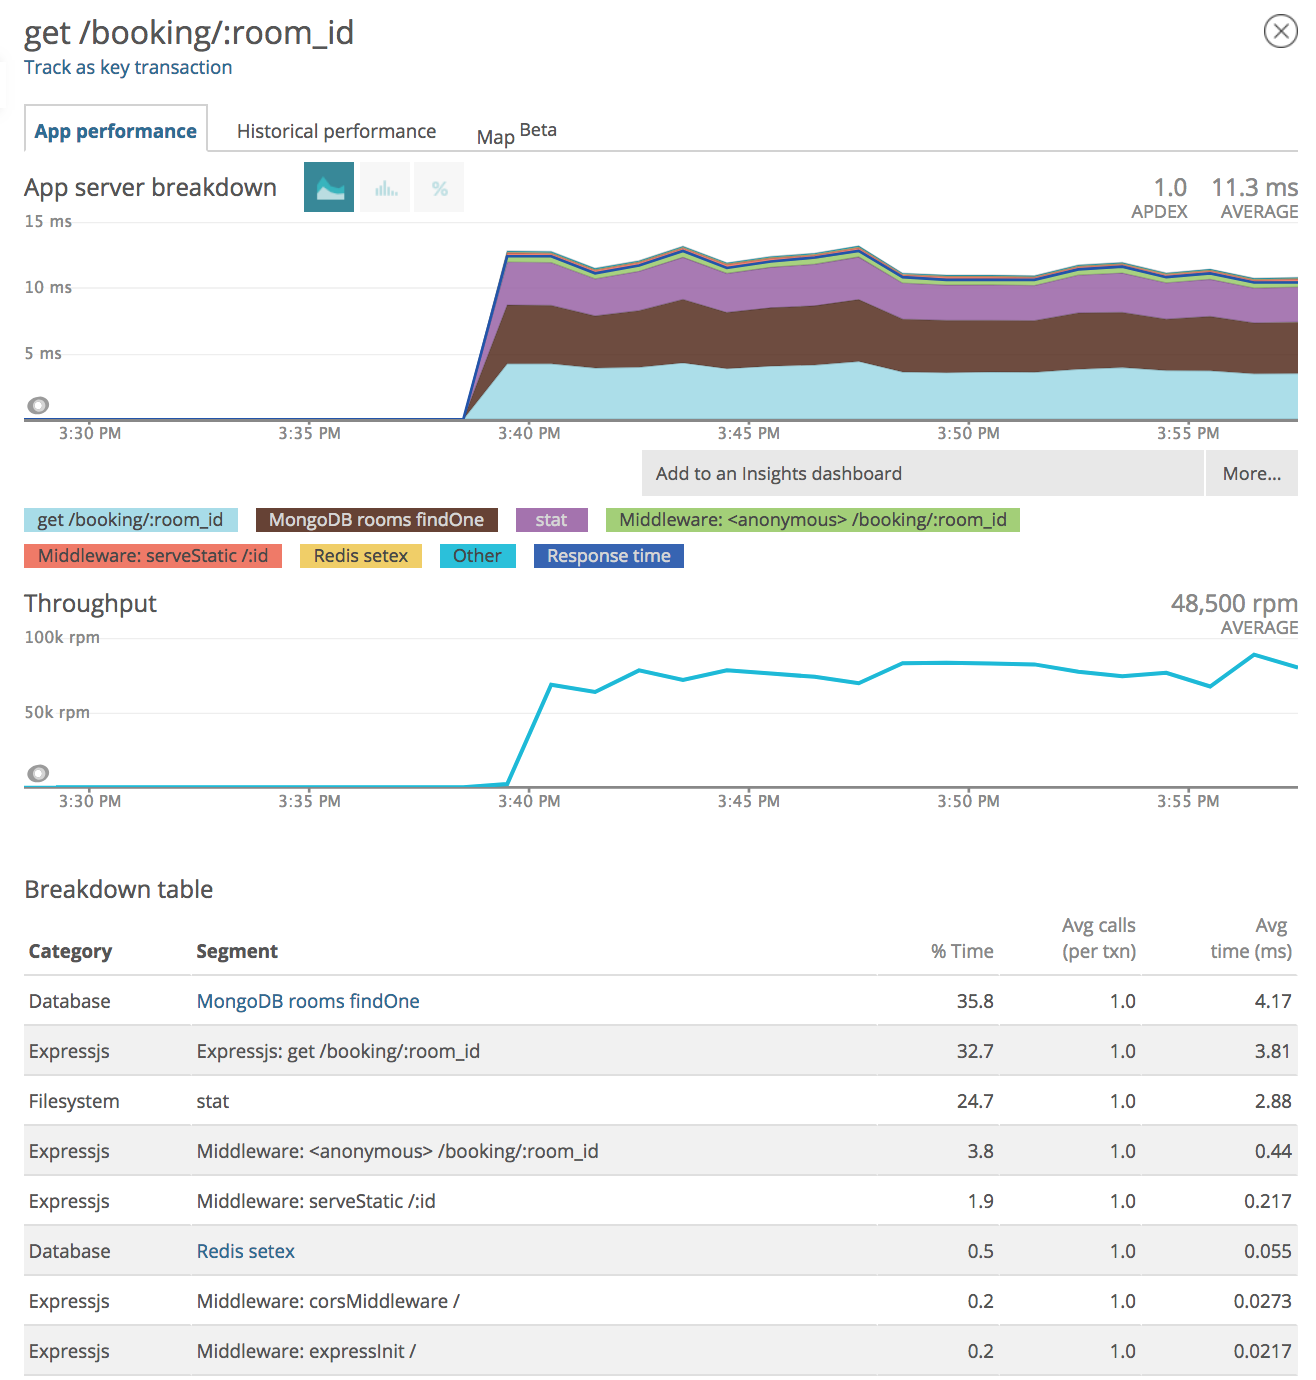 get /booking/:room_id
Track as key transaction
App performance Historical performance Map Beta
App server breakdown % 1.0 11.3 ms
APDEX AVERAGE
15 ms
10 ms
5 ms
3:30 PM 3:35 PM 3:40 PM 3:45 PM 3:50 PM 3:55 PM
Add to an Insights dashboard More...
get /booking/:room_id MongoDB rooms findOne stat Middleware: <anonymous> /booking/:room_id
Middleware: serveStatic /:id Redis setex Other Response time
Throughput 48,500 rpm
AVERAGE
100k rpm
50k rpm
3:30 PM 3:35 PM 3:40 PM 3:45 PM 3:50 PM 3:55 PM
Breakdown table
Category Segment % Time Avg calls (per txn) Avg time (ms)
Database MongoDB rooms findOne 35.8 1.0 4.17
Expressjs Expressjs: get /booking/:room_id 32.7 1.0 3.81
Filesystem stat 24.7 1.0 2.88
Expressjs Middleware: <anonymous> /booking/:room_id 3.8 1.0 0.44
Expressjs Middleware: serveStatic /:id 1.9 1.0 0.217
Database Redis setex 0.5 1.0 0.055
Expressjs Middleware: corsMiddleware / 0.2 1.0 0.0273
Expressjs Middleware: expressInit / 0.2 1.0 0.0217